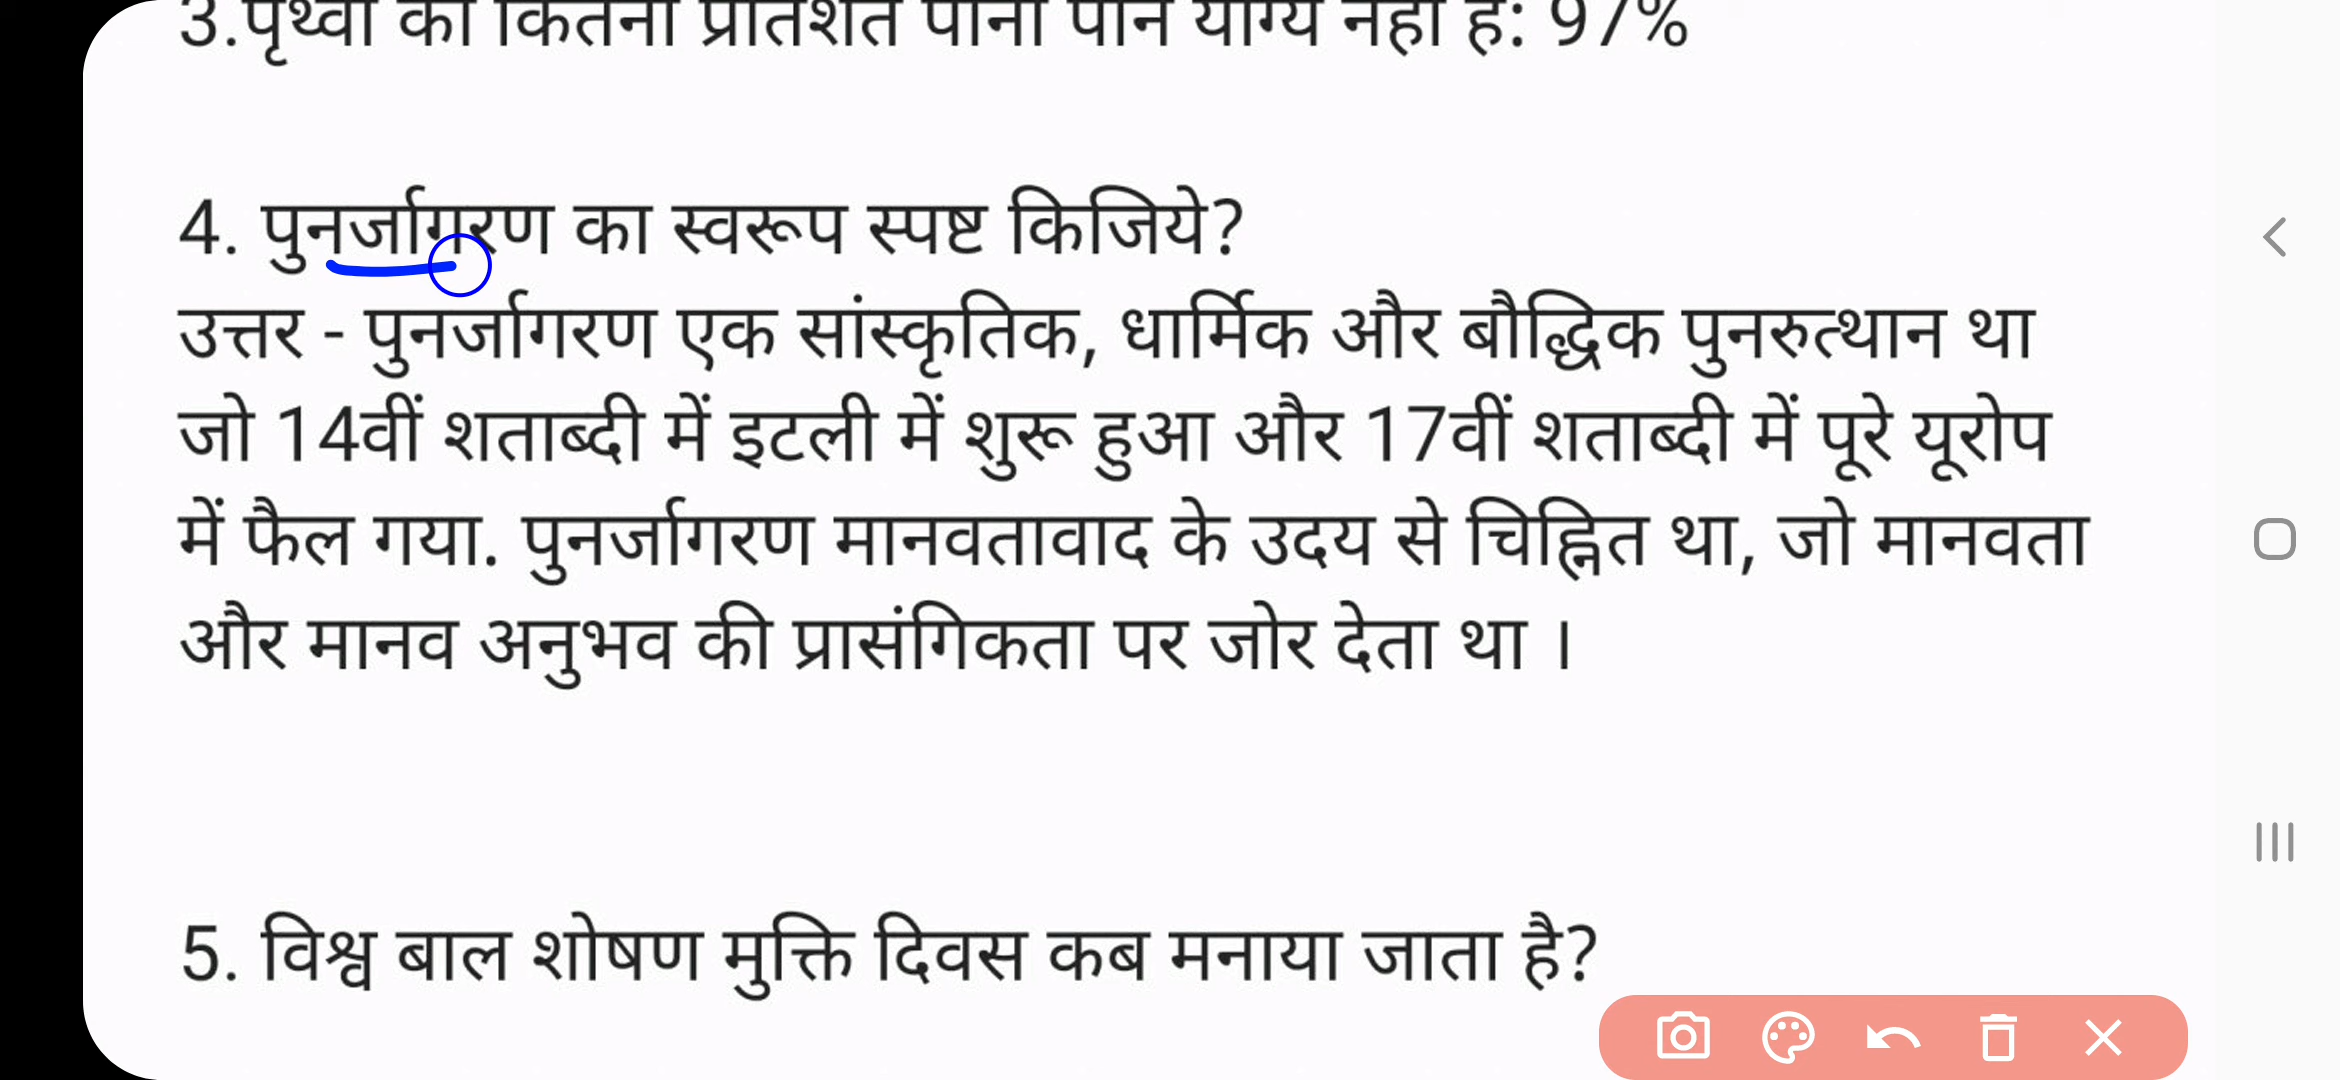 3.पृथ्वी का कितना प्रतिशत पानी पीने योग्य नहीं है: 97%
4. पुनर्जागरण का स्वरूप स्पष्ट किजिये?
उत्तर - पुनर्जागरण एक सांस्कृतिक, धार्मिक और बौद्धिक पुनरुत्थान था
जो 14वीं शताब्दी में इटली में शुरू हुआ और 17वीं शताब्दी में पूरे यूरोप
में फैल गया. पुनर्जागरण मानवतावाद के उदय से चिह्नित था, जो मानवता
और मानव अनुभव की प्रासंगिकता पर जोर देता था ।
5. विश्व बाल शोषण मुक्ति दिवस कब मनाया जाता है?